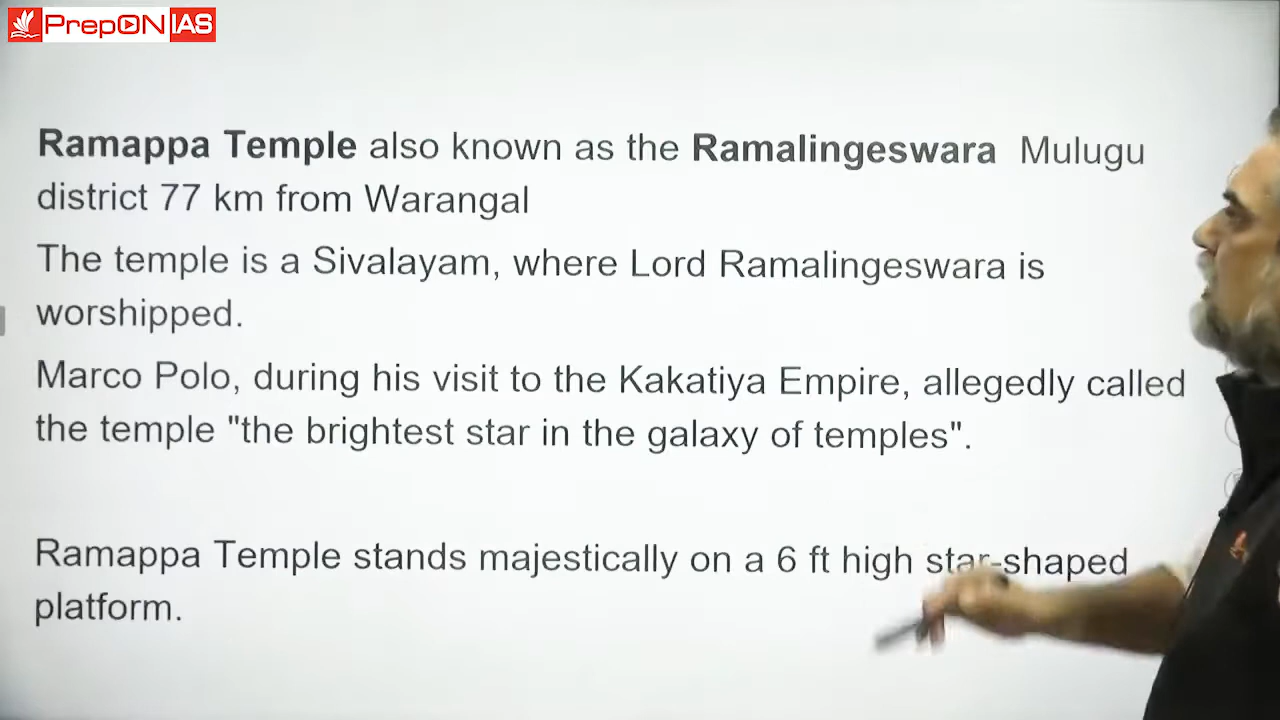 PrepON IAS
Ramappa Temple also known as the Ramalingeswara Mulugu
district 77 km from Warangal
The temple is a Sivalayam, where Lord Ramalingeswara is
worshipped.
Marco Polo, during his visit to the Kakatiya Empire, allegedly called
the temple "the brightest star in the galaxy of temples".
Ramappa Temple stands majestically on a 6 ft high star-shaped
platform.